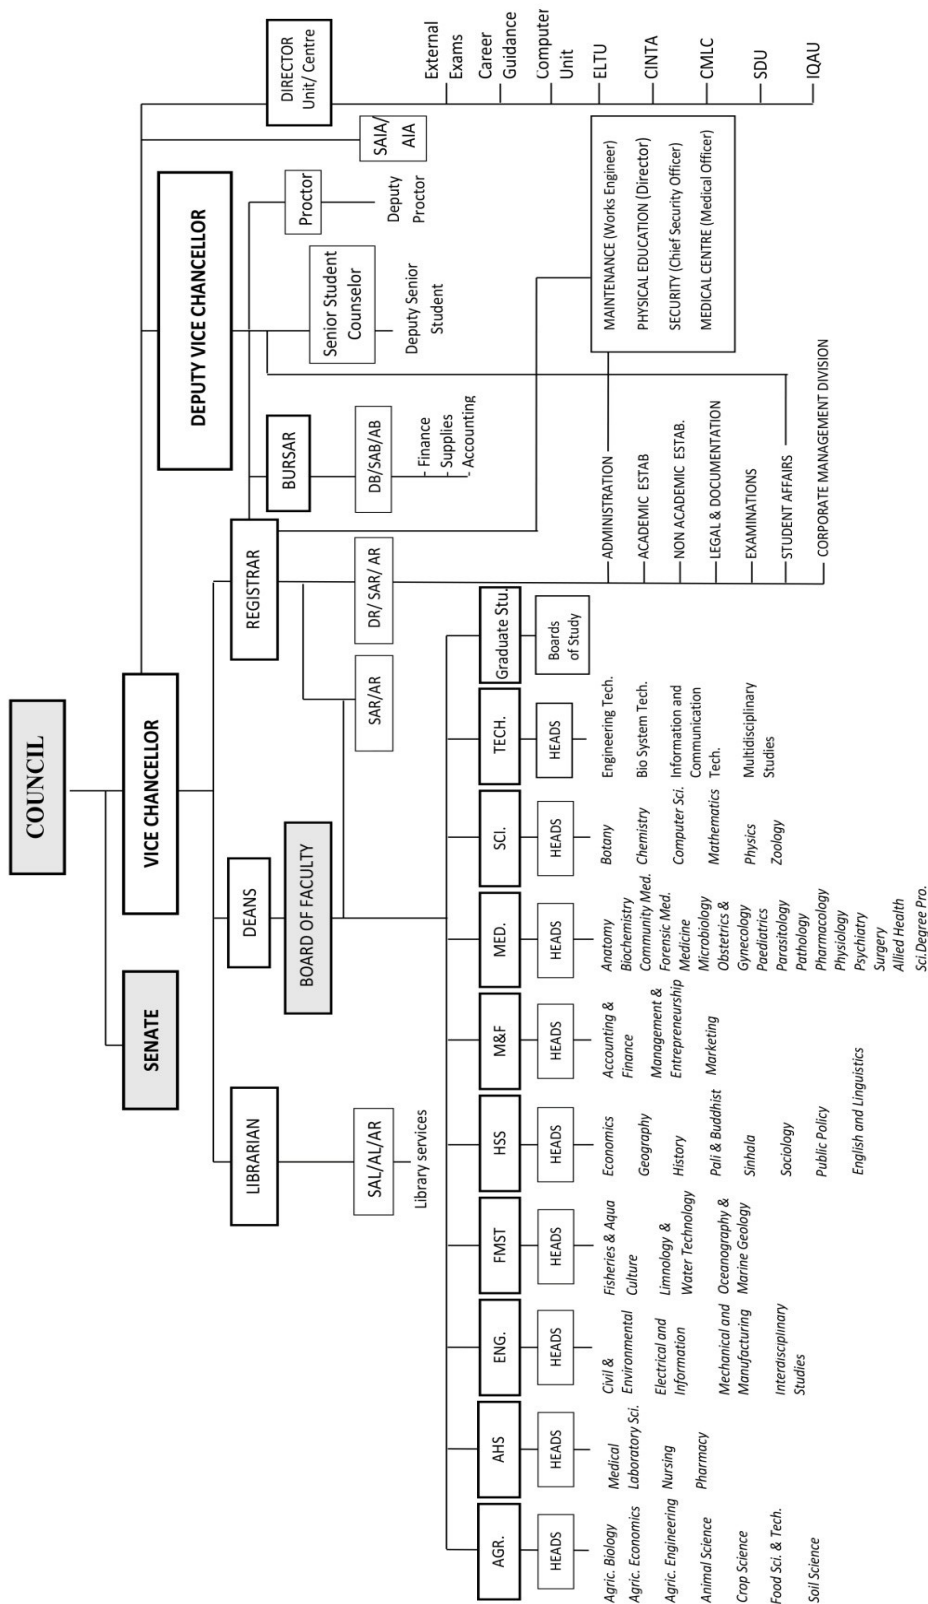 COUNCIL
SENATE
VICE CHANCELLOR
DEPUTY VICE CHANCELLOR
DIRECTOR
Unit/ Centre
SAIA/
AIA
External
Exams
Career
Guidance
Computer
Unit
ELTU
CINTA
CMLC
SDU
IQAU
LIBRARIAN
SAL/AL/AR
Library services
DEANS
BOARD OF FACULTY
REGISTRAR
SAR/AR
DR/ SAR/ AR
BURSAR
DB/SAB/AB
- Finance
- Supplies
- Accounting
Senior Student
Counselor
Deputy Senior
Student
Proctor
Deputy
Proctor
ADMINISTRATION
ACADEMIC ESTAB
NON ACADEMIC ESTAB.
LEGAL & DOCUMENTATION
EXAMINATIONS
STUDENT AFFAIRS
CORPORATE MANAGEMENT DIVISION
MAINTENANCE (Works Engineer)
PHYSICAL EDUCATION (Director)
SECURITY (Chief Security Officer)
MEDICAL CENTRE (Medical Officer)
AGR.
HEADS
Agric. Biology
Agric. Economics
Agric. Engineering
Animal Science
Crop Science
Food Sci. & Tech.
Soil Science
AHS
HEADS
Medical
Laboratory Sci.
Nursing
Pharmacy
ENG.
HEADS
Civil &
Environmental
Electrical and
Information
Mechanical and
Manufacturing
Interdisciplinary
Studies
FMST
HEADS
Fisheries & Aqua
Culture
Limnology &
Water Technology
Oceanography &
Marine Geology
HSS
HEADS
Economics
Geography
History
Pali & Buddhist
Sinhala
Sociology
Public Policy
English and Linguistics
M&F
HEADS
Accounting &
Finance
Management &
Entrepreneurship
Marketing
MED.
HEADS
Anatomy
Biochemistry
Community Med.
Forensic Med.
Medicine
Microbiology
Obstetrics &
Gynecology
Paediatrics
Parasitology
Pathology
Pharmacology
Physiology
Psychiatry
Surgery
Allied Health
Sci.Degree Pro.
SCI.
HEADS
Botany
Chemistry
Computer Sci.
Mathematics
Physics
Zoology
TECH.
HEADS
Engineering Tech.
Bio System Tech.
Information and
Communication
Tech.
Multidisciplinary
Studies
Graduate Stu.
Boards
of Study